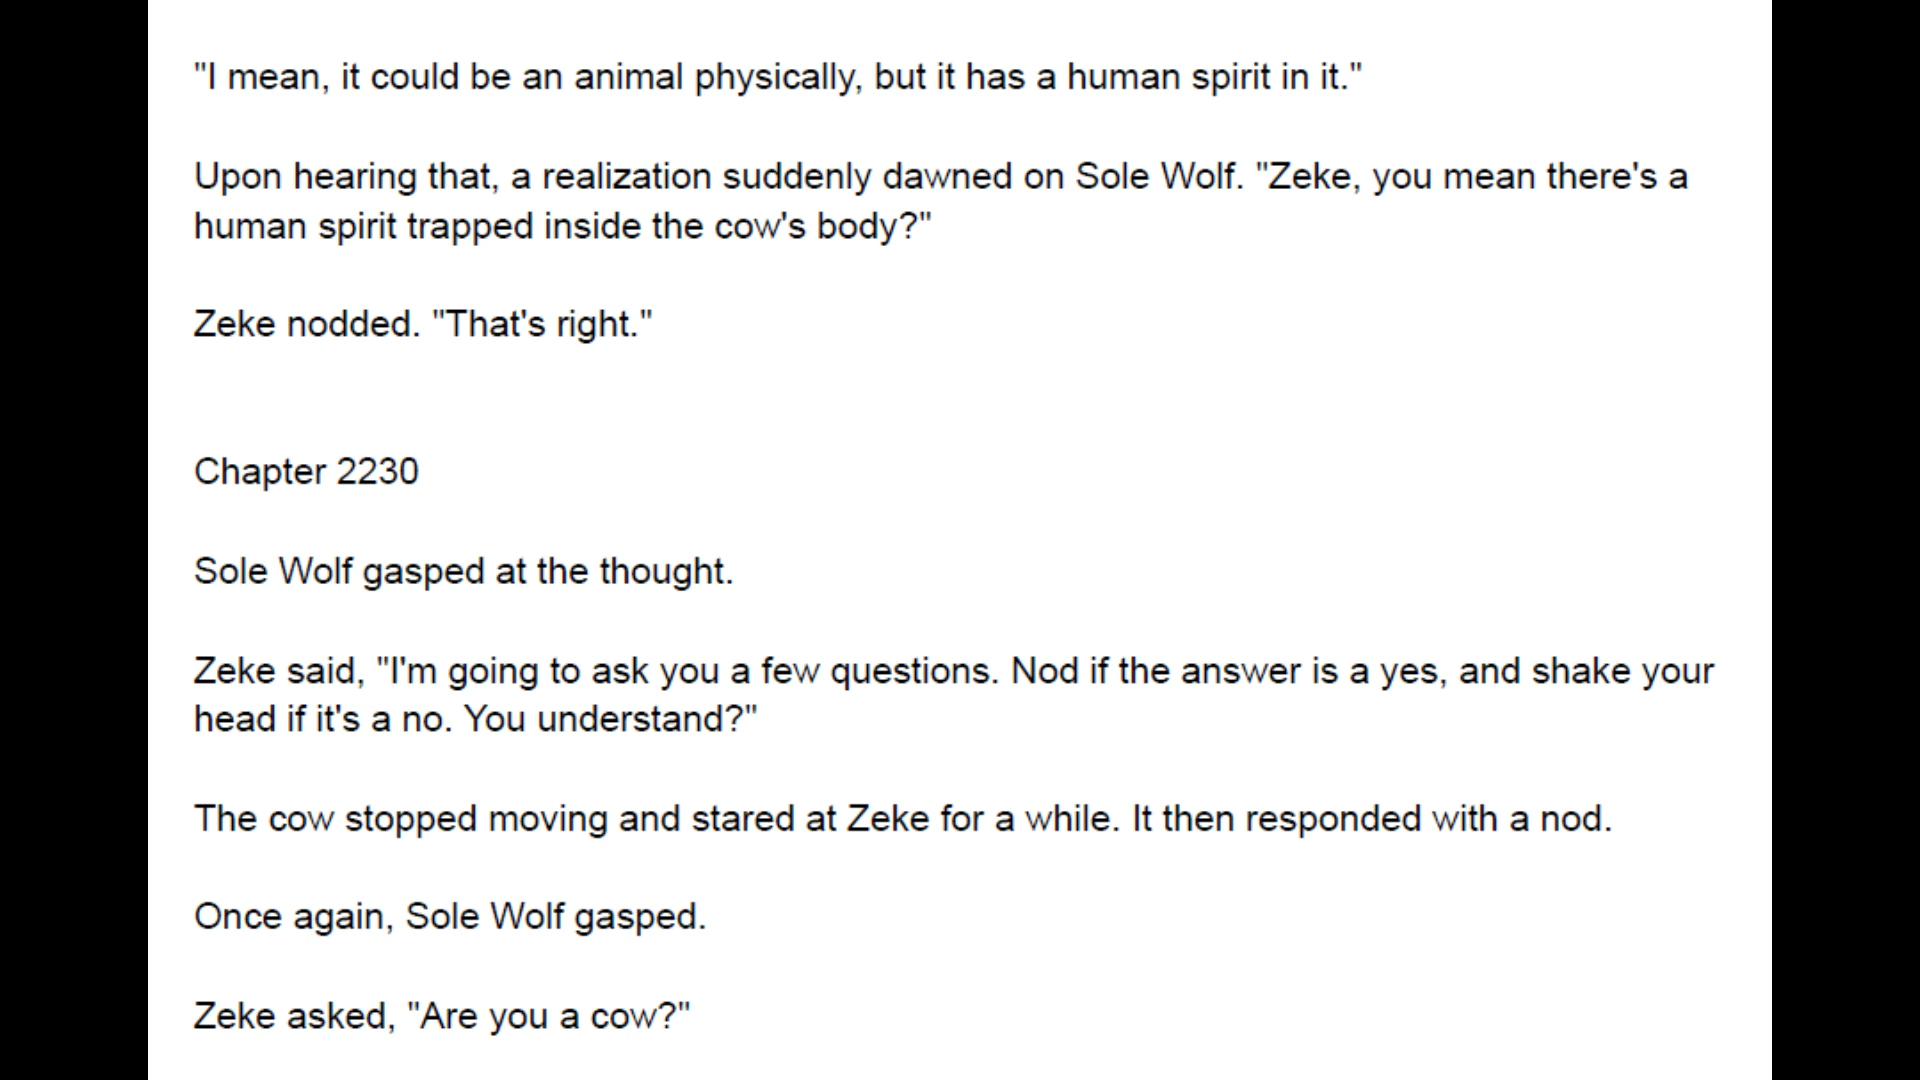 "I mean, it could be an animal physically, but it has a human spirit in it."
Upon hearing that, a realization suddenly dawned on Sole Wolf. "Zeke, you mean there's a
human spirit trapped inside the cow's body?"
Zeke nodded. "That's right."
Chapter 2230
Sole Wolf gasped at the thought.
Zeke said, "I'm going to ask you a few questions. Nod if the answer is a yes, and shake your
head if it's a no. You understand?"
The cow stopped moving and stared at Zeke for a while. It then responded with a nod.
Once again, Sole Wolf gasped.
Zeke asked, "Are you a cow?"